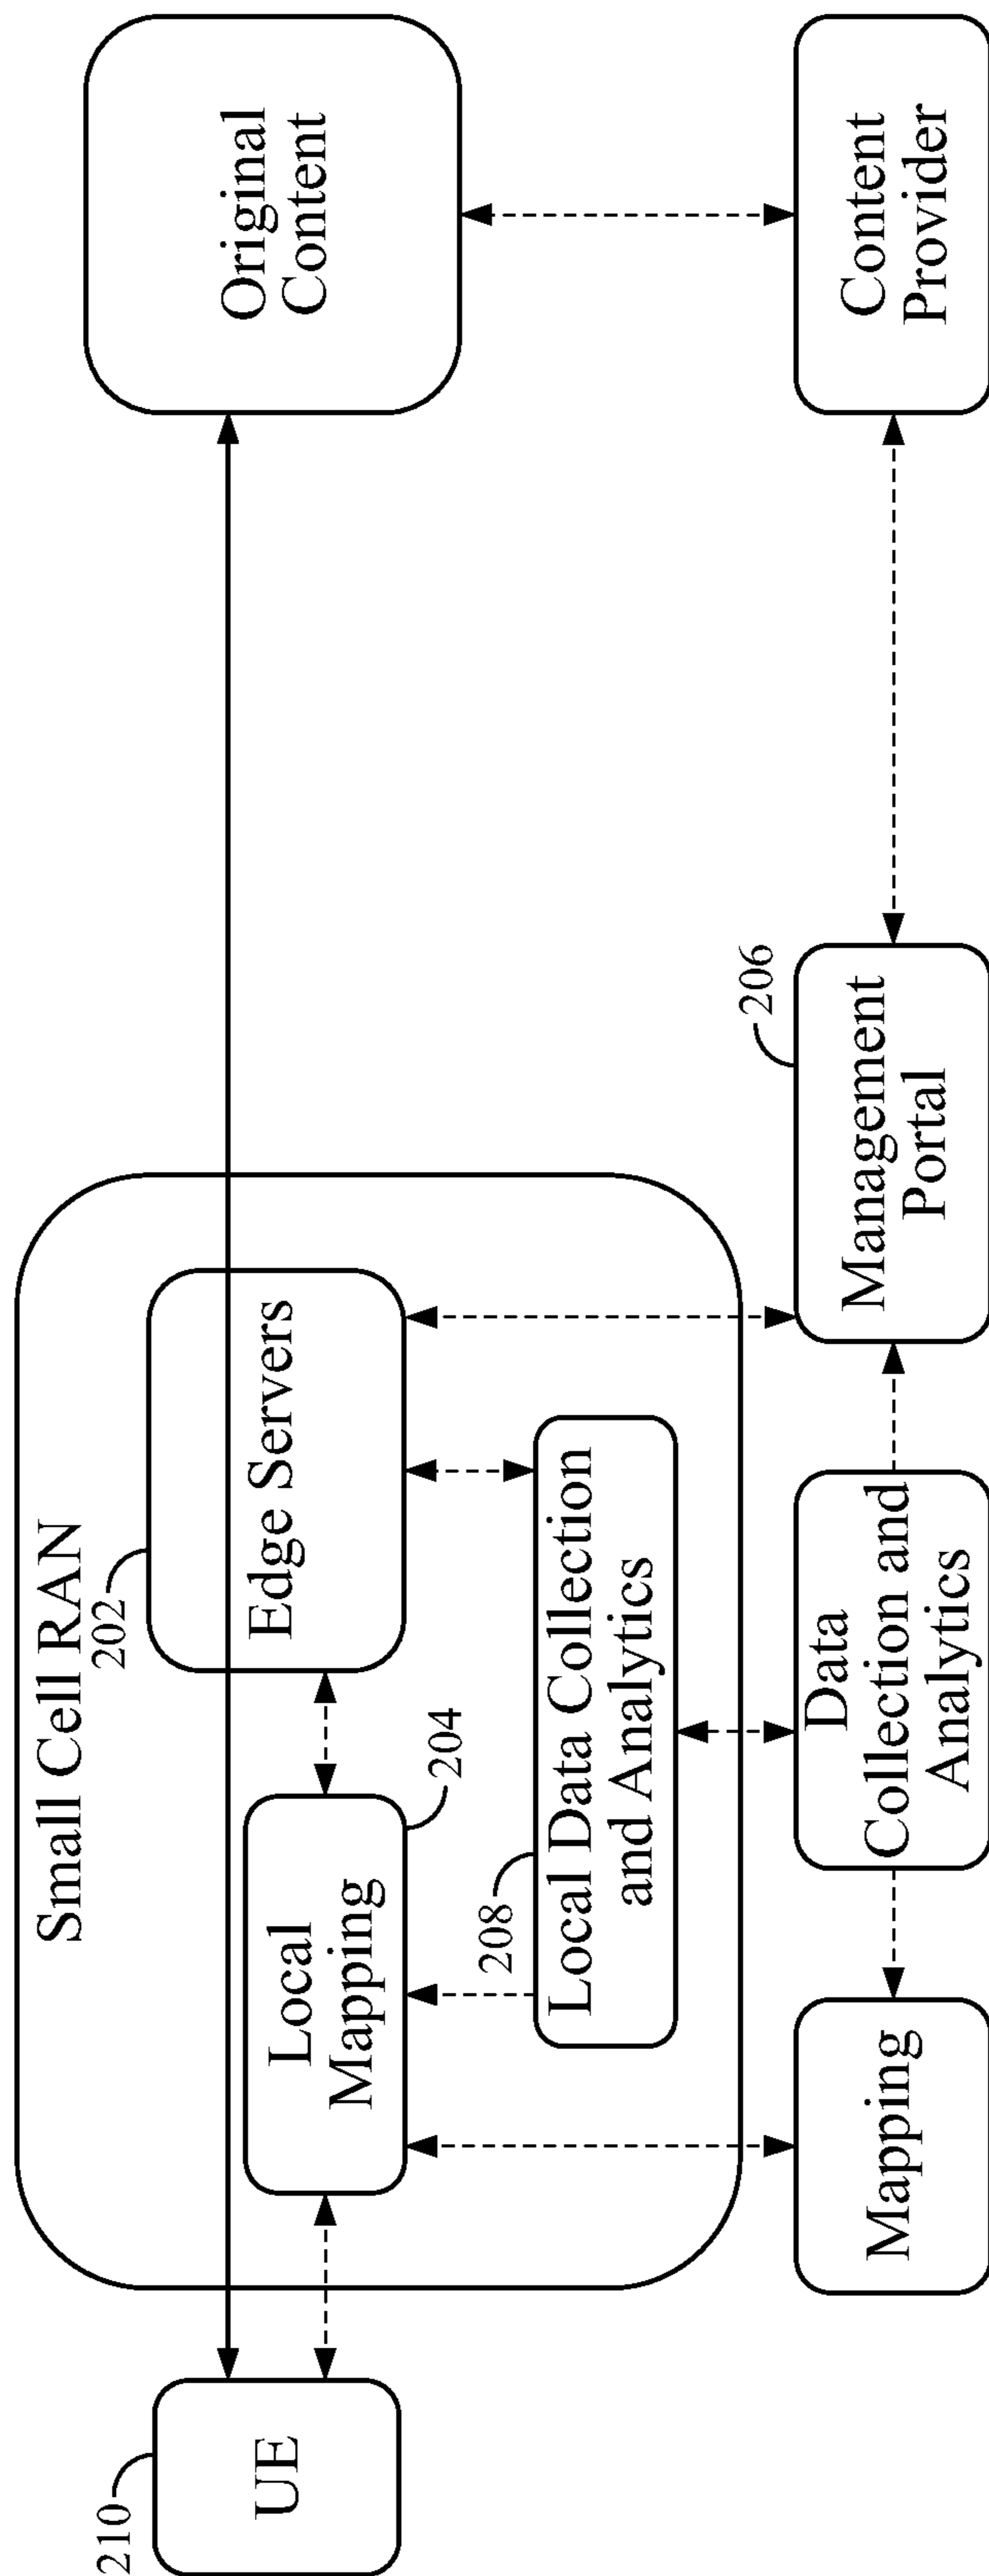 Small Cell RAN
210
UE
Local
Mapping
204
202
Edge Servers
208
Local Data Collection
and Analytics
Original
Content
Mapping
Data
Collection and
Analytics
206
Management
Portal
Content
Provider